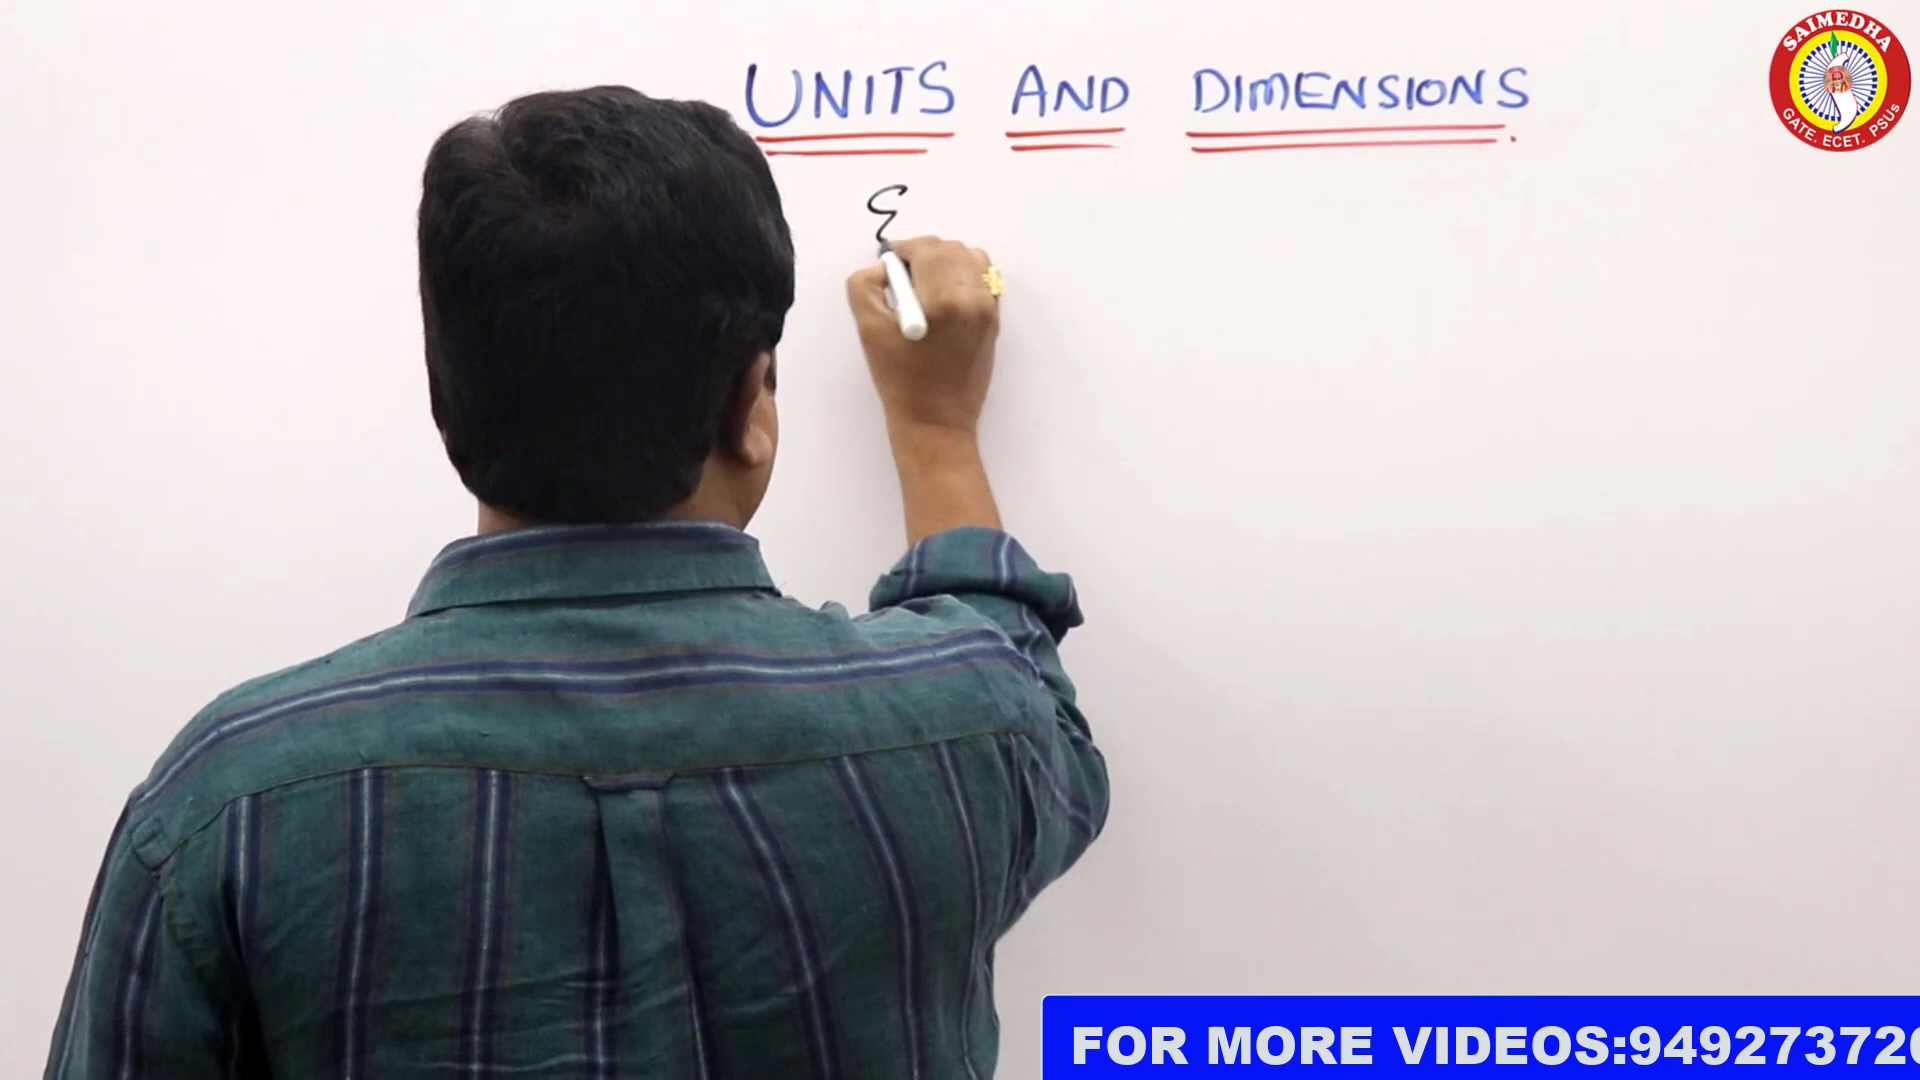 UNITS AND DIMENSIONS.
SAIMEDHA
GATE. ECET. PSUs
FOR MORE VIDEOS:949273720